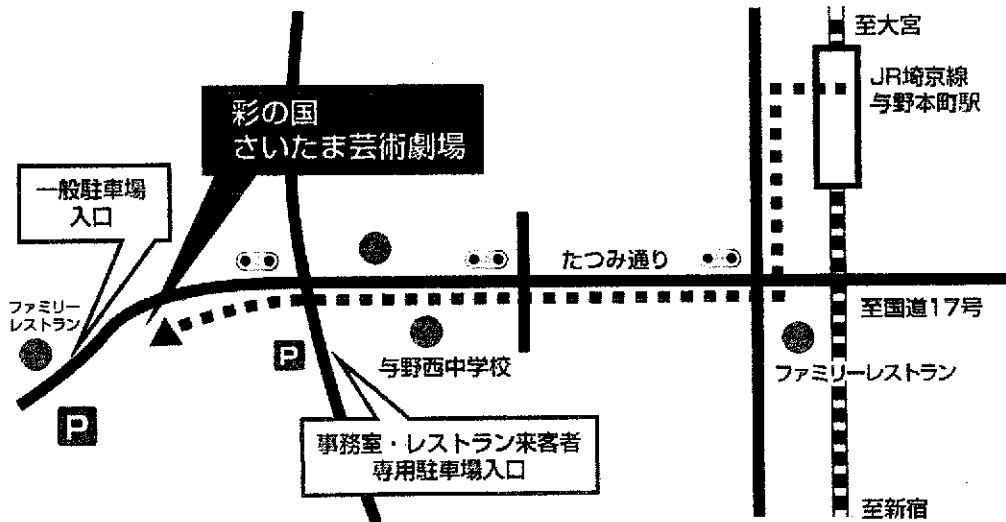 至大宮
JR埼京線
与野本町駅
彩の国
さいたま芸術劇場
一般駐車場
入口
たつみ通り
ファミリー
レストラン
至国道17号
P
与野西中学校
ファミリーレストラン
P
事務室・レストラン来客者
専用駐車場入口
至新宿